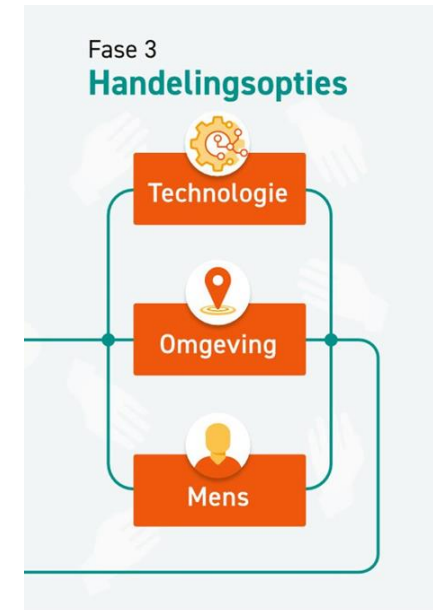 Fase 3
Handelingsopties
Technologie
Omgeving
Mens